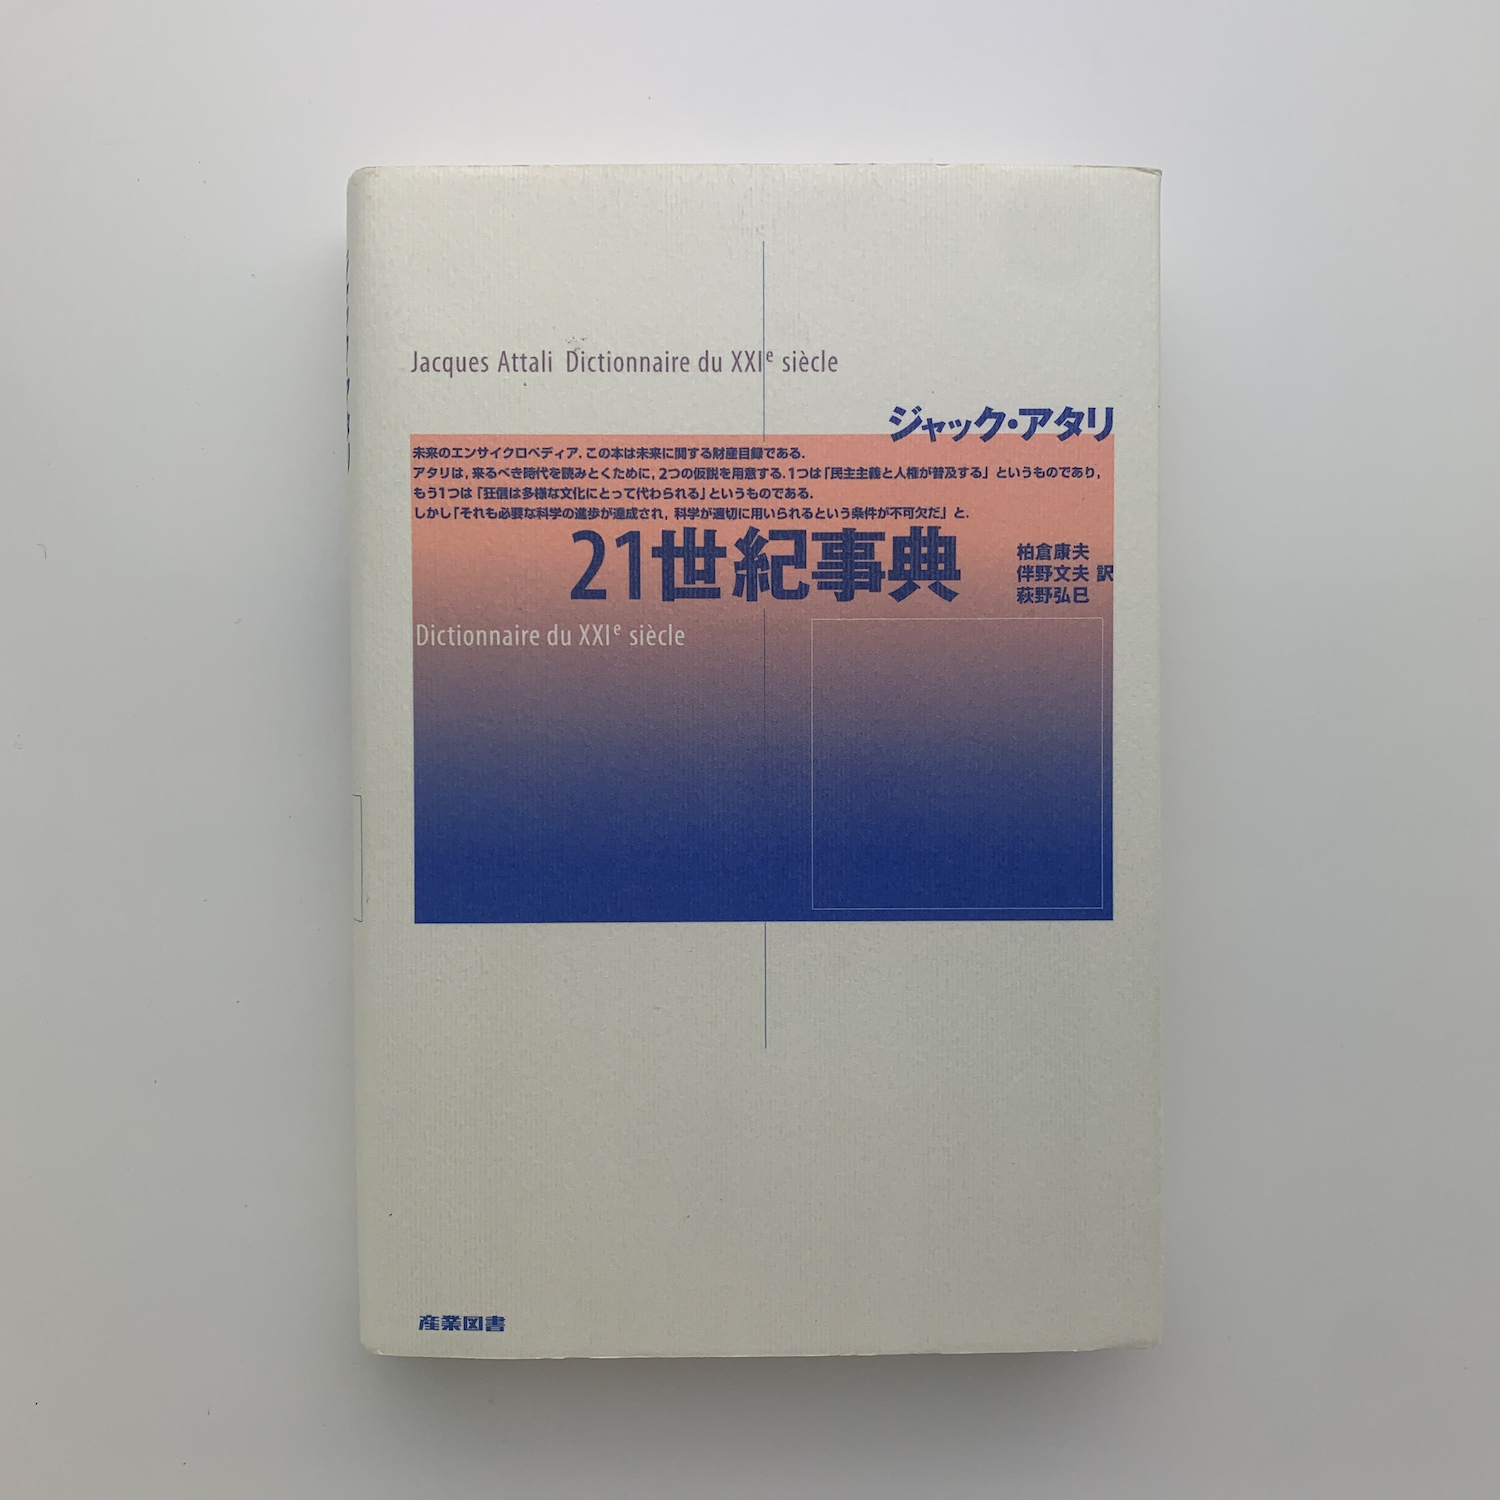 Jacques Attali Dictionnaire du XXIe siècle
ジャック・アタリ
未来のエンサイクロペディア. この本は未来に関する財産目録である.
アタリは, 来るべき時代を読みとくために, 2つの仮説を用意する. 1つは「民主主義と人権が普及する」というものであり,
もう1つは「狂信は多様な文化にとって代わられる」というものである.
しかし「それも必要な科学の進歩が達成され, 科学が適切に用いられるという条件が不可欠だ」と.
21世紀事典
柏倉康夫
伴野文夫 訳
萩野弘巳
Dictionnaire du XXIe siècle
産業図書